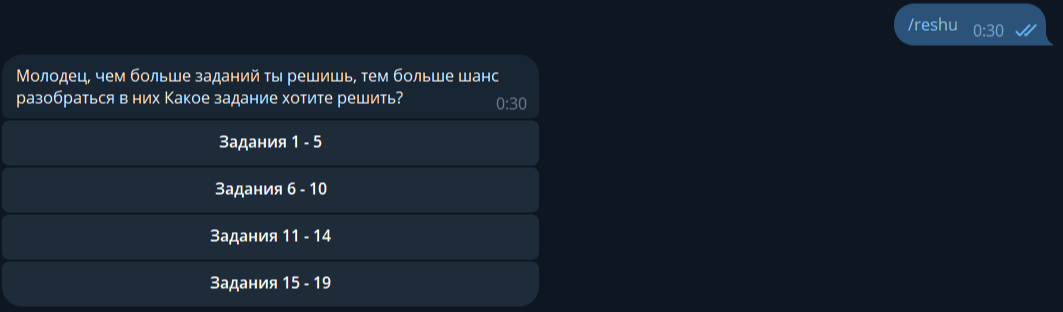 /reshu 0:30
Молодец, чем больше заданий ты решишь, тем больше шанс
разобраться в них Какое задание хотите решить?
0:30
Задания 1 - 5
Задания 6 - 10
Задания 11 - 14
Задания 15 - 19